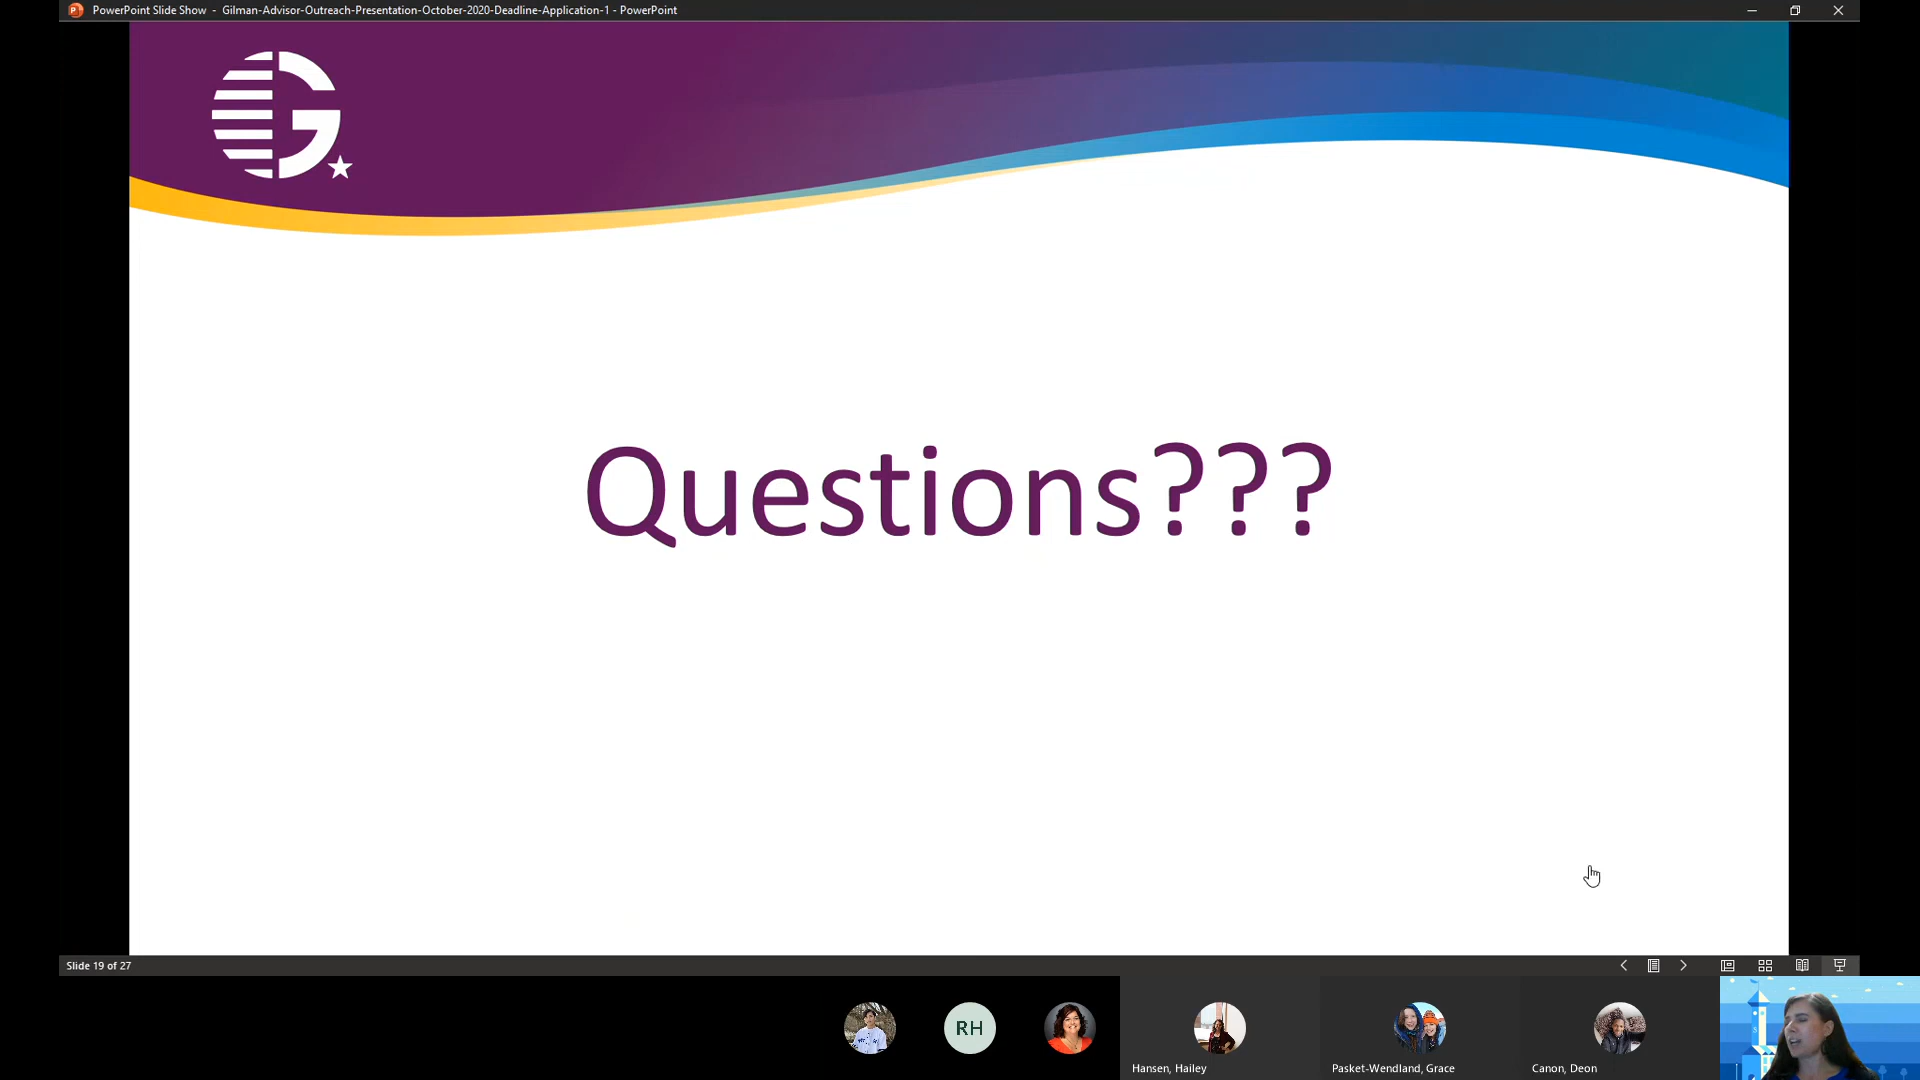 PowerPoint Slide Show - Gilman-Advisor-Outreach-Presentation-October-2020-Deadline-Application-1 - PowerPoint
G
Questions???
Slide 19 of 27
RH
Hansen, Hailey
Pasket-Wendland, Grace
Canon, Deon